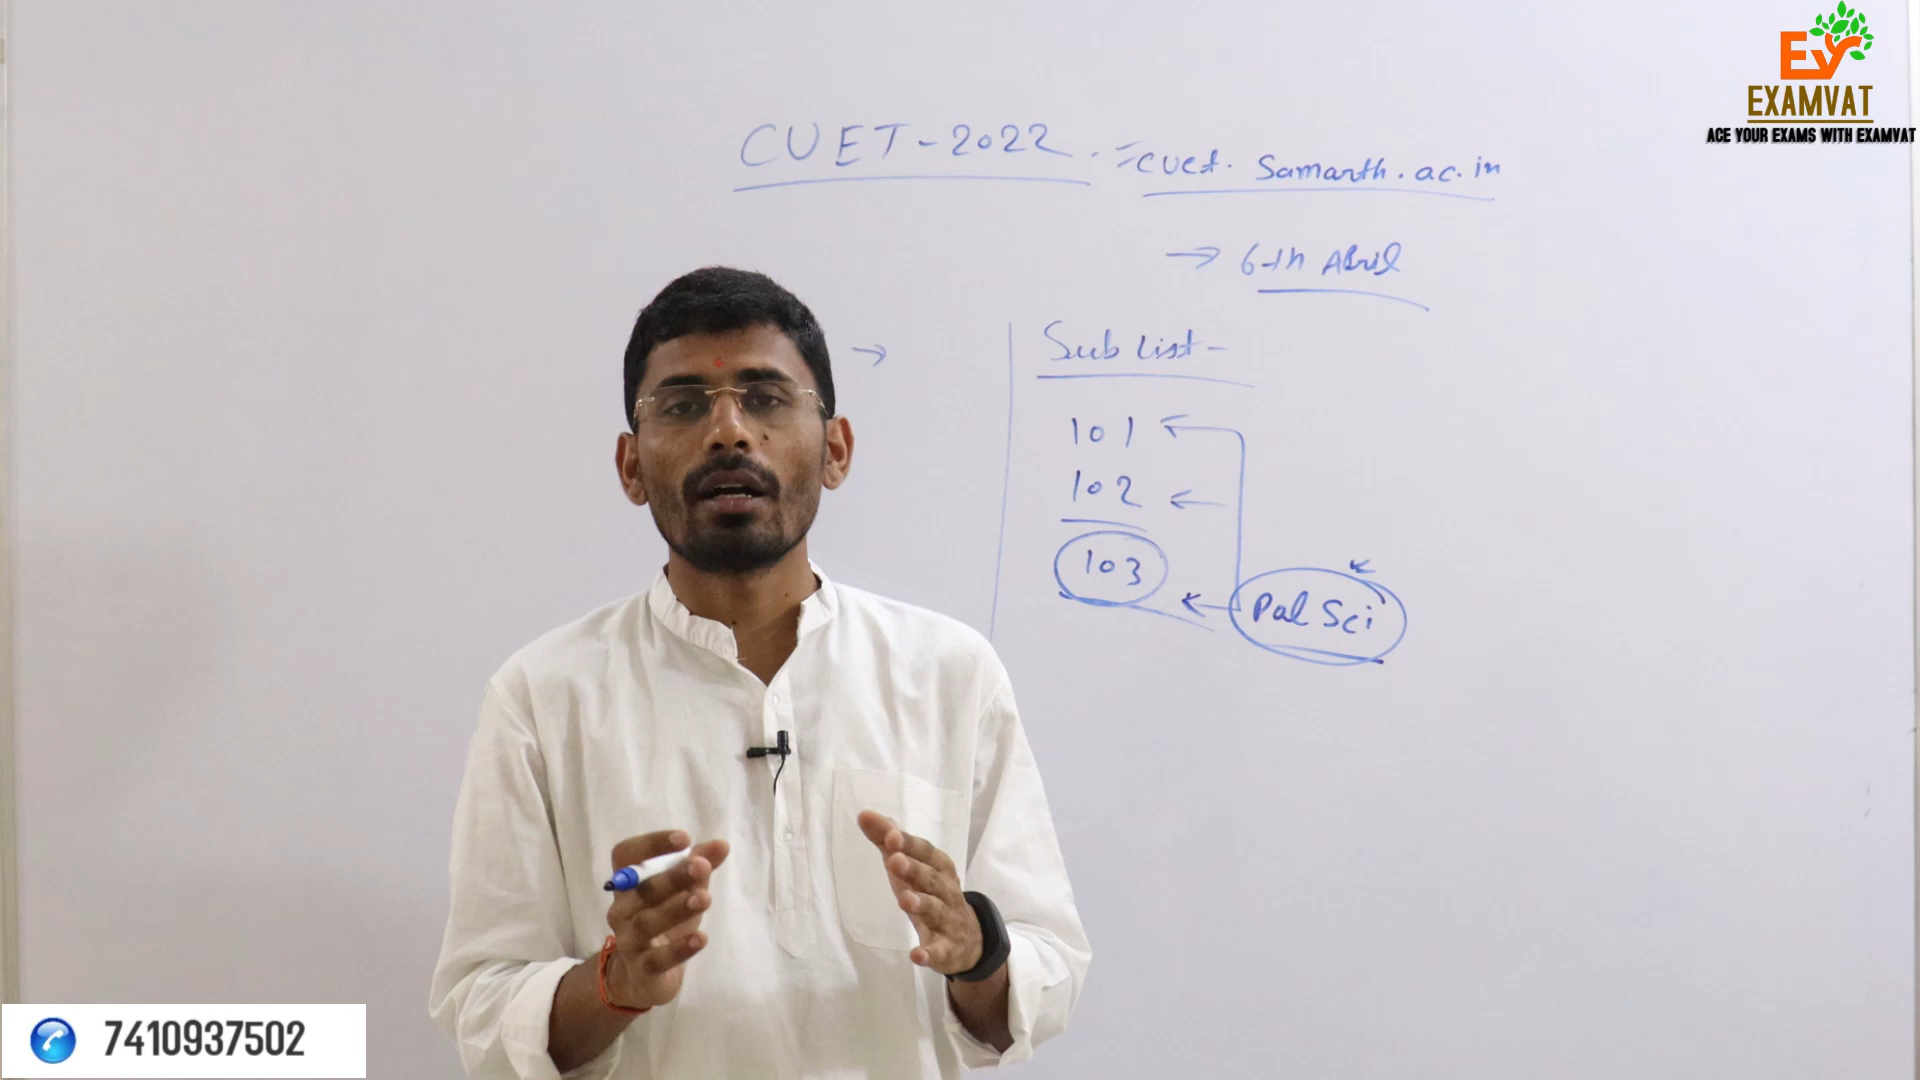 EV
EXAMVAT
ACE YOUR EXAMS WITH EXAMVAT
CUET-2022. cuet.samarth.ac.in
→ 6th April
→ Sub List-
101
102
103
Pol Sci
7410937502